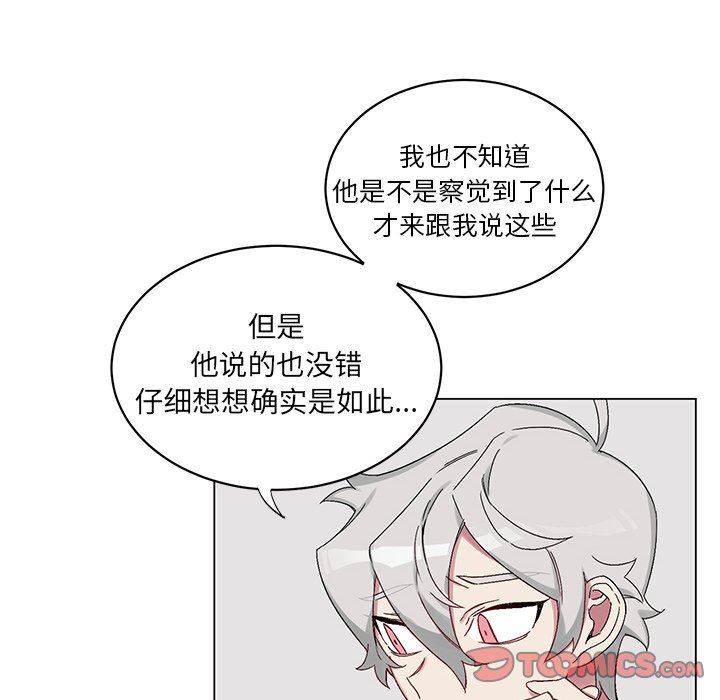 我也不知道
他是不是察觉到了什么
才来跟我说这些
但是
他说的也没错
仔细想想确实是如此...
TOOMICS.COM